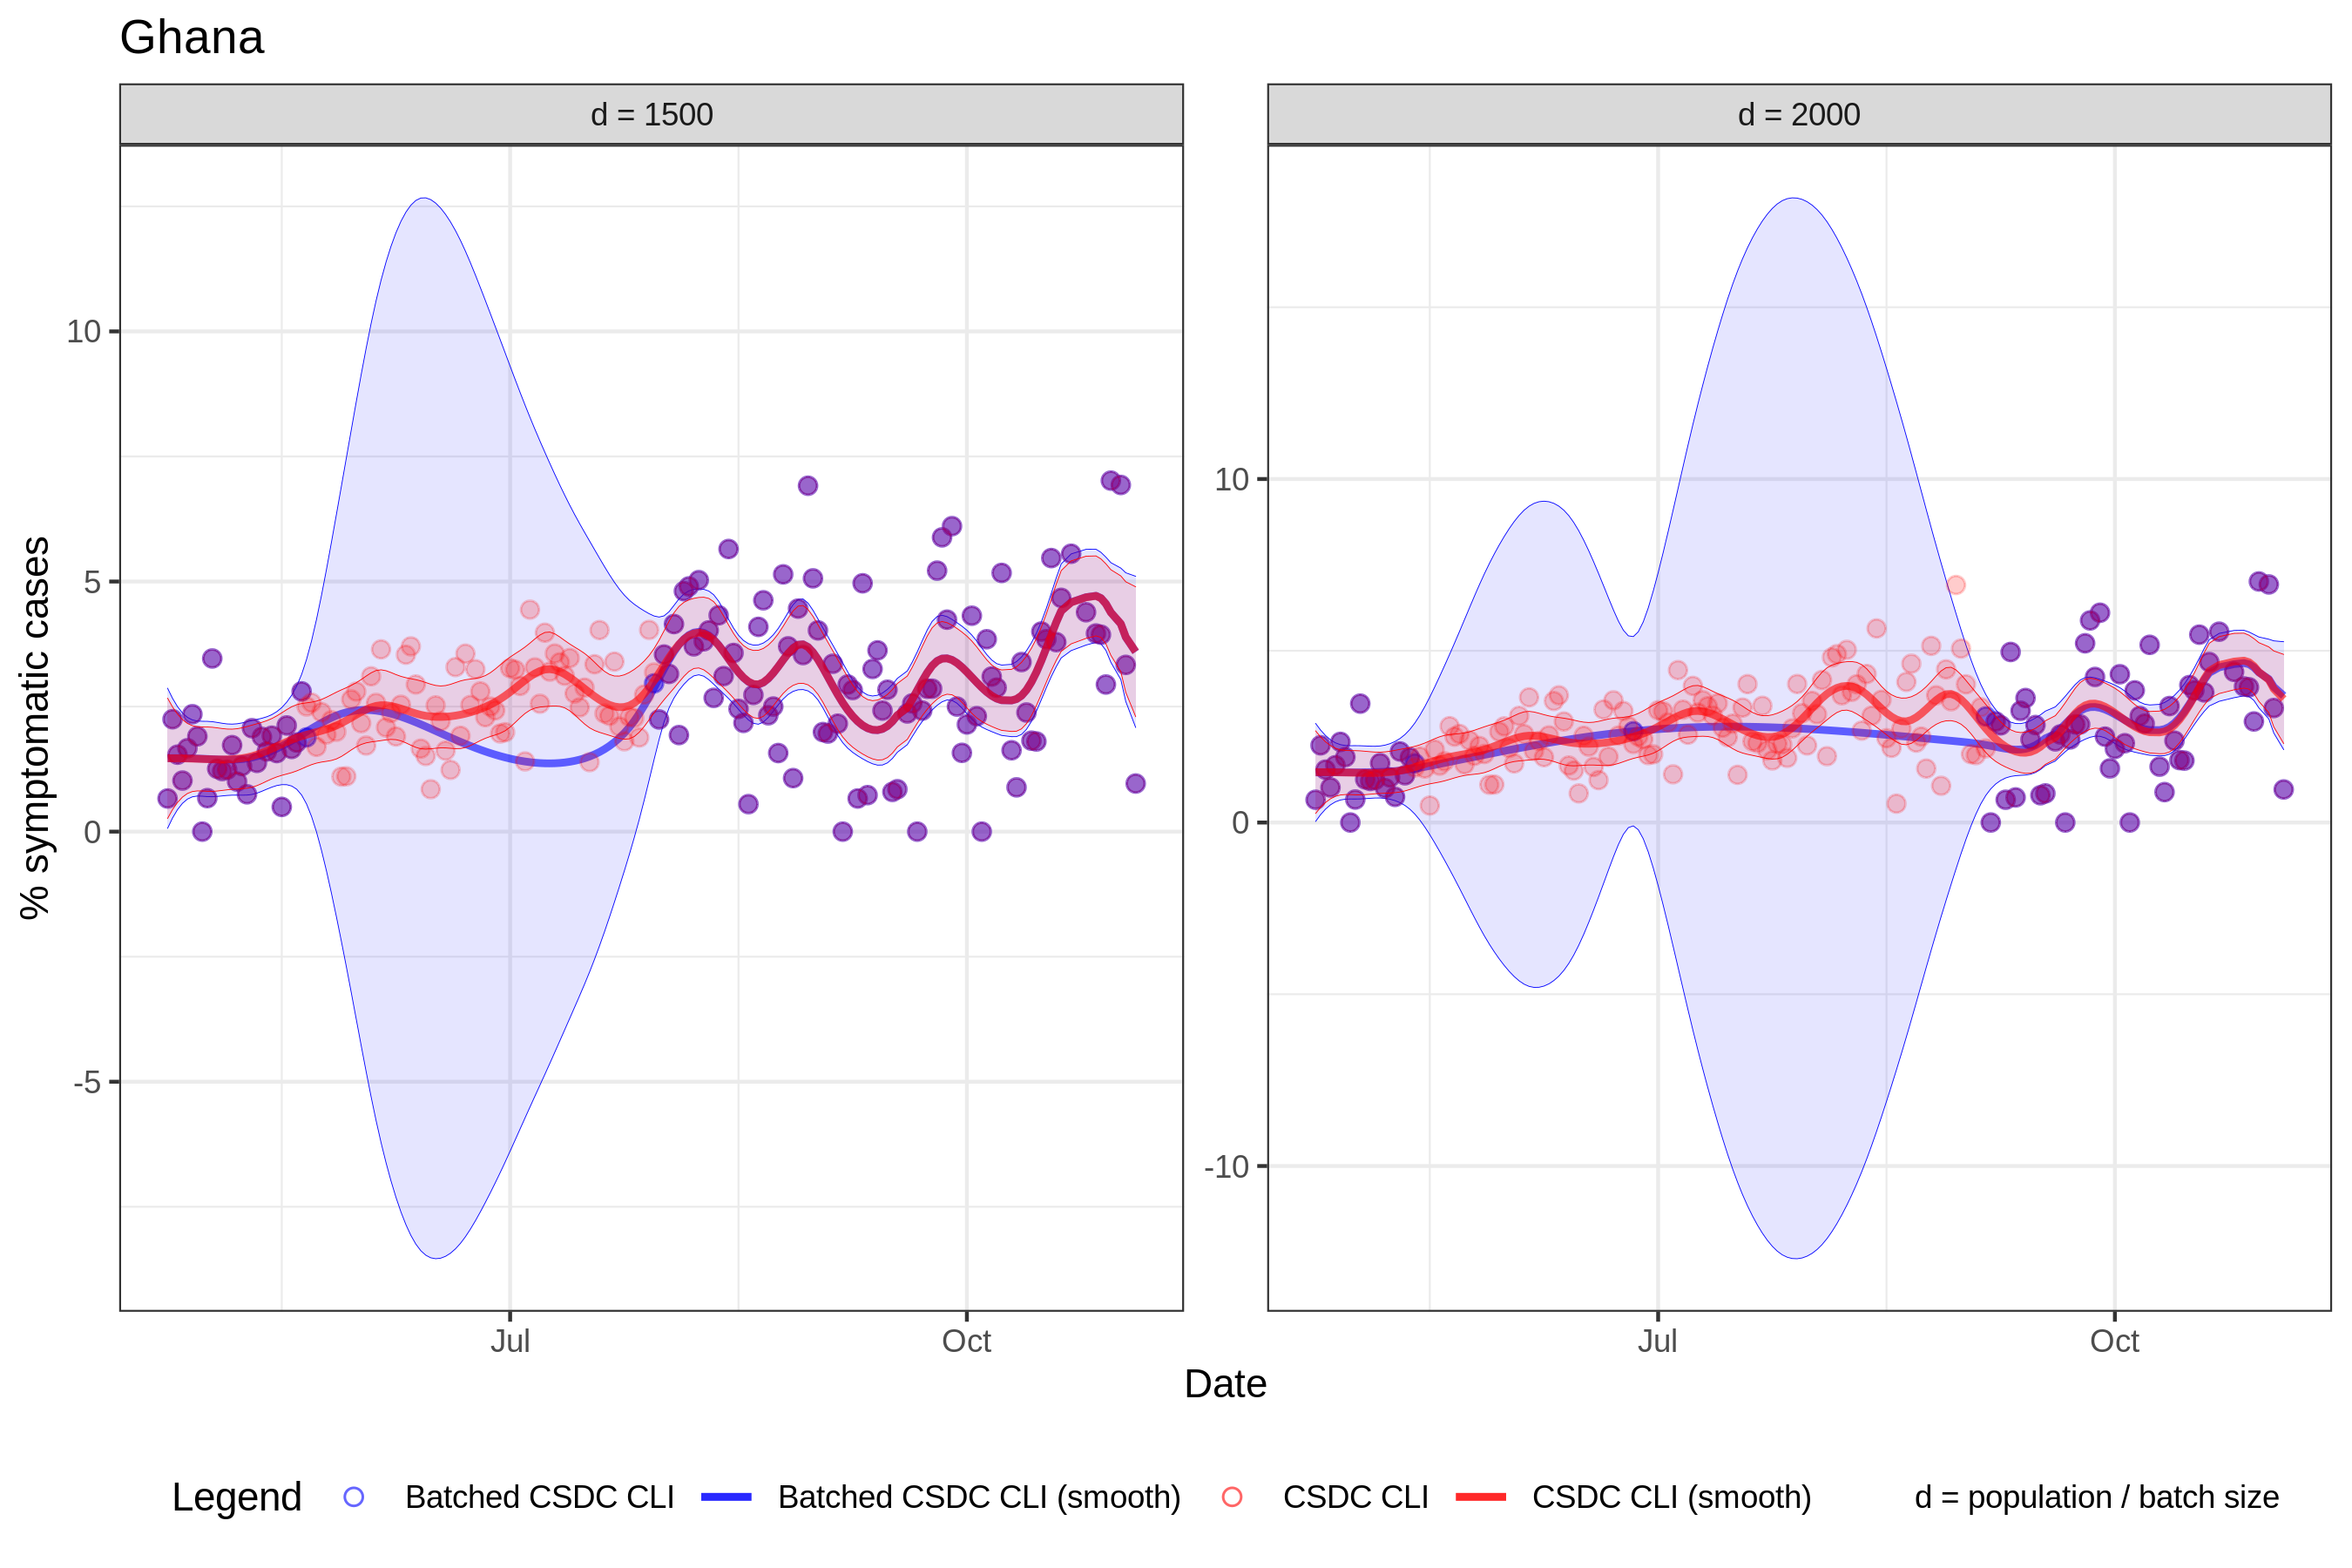 Ghana
d = 1500
d = 2000
% symptomatic cases
10
5
0
-5
10
0
-10
Jul
Oct
Jul
Oct
Date
Legend
Batched CSDC CLI
Batched CSDC CLI (smooth)
CSDC CLI
CSDC CLI (smooth)
d = population / batch size